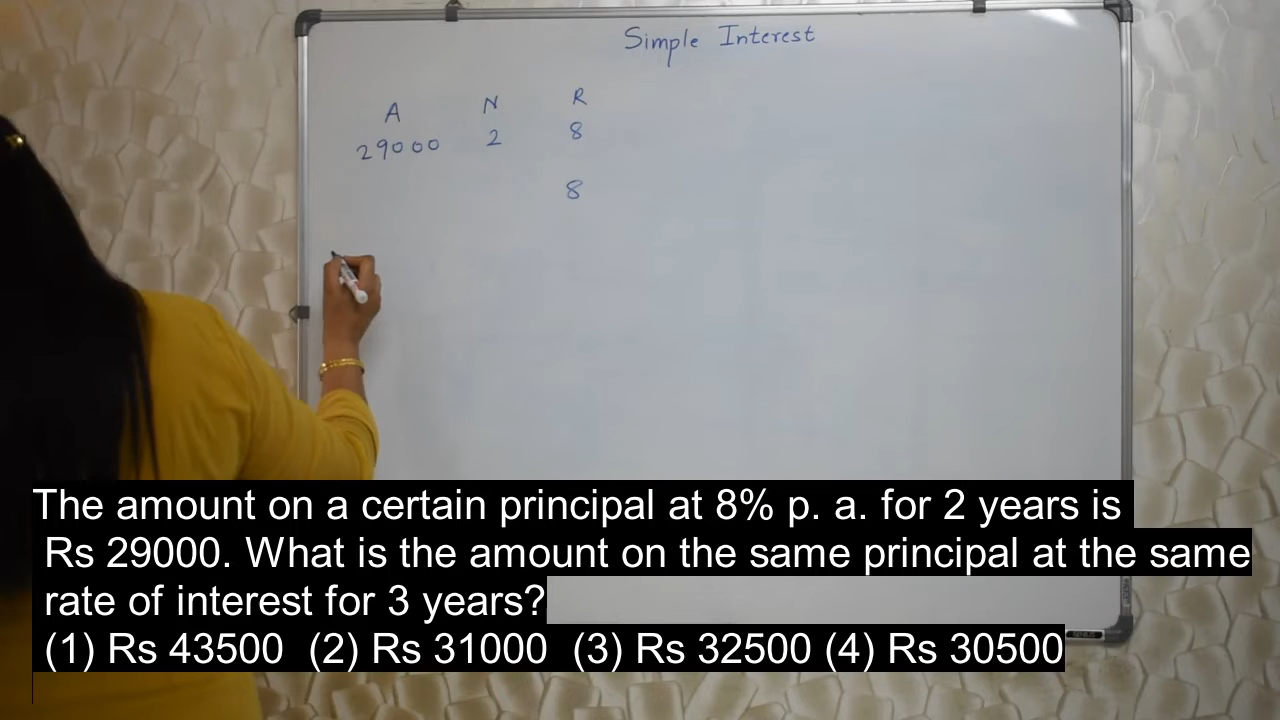 Simple Interest
A N R
29000 2 8
8
The amount on a certain principal at 8% p. a. for 2 years is
Rs 29000. What is the amount on the same principal at the same
rate of interest for 3 years?
(1) Rs 43500 (2) Rs 31000 (3) Rs 32500 (4) Rs 30500